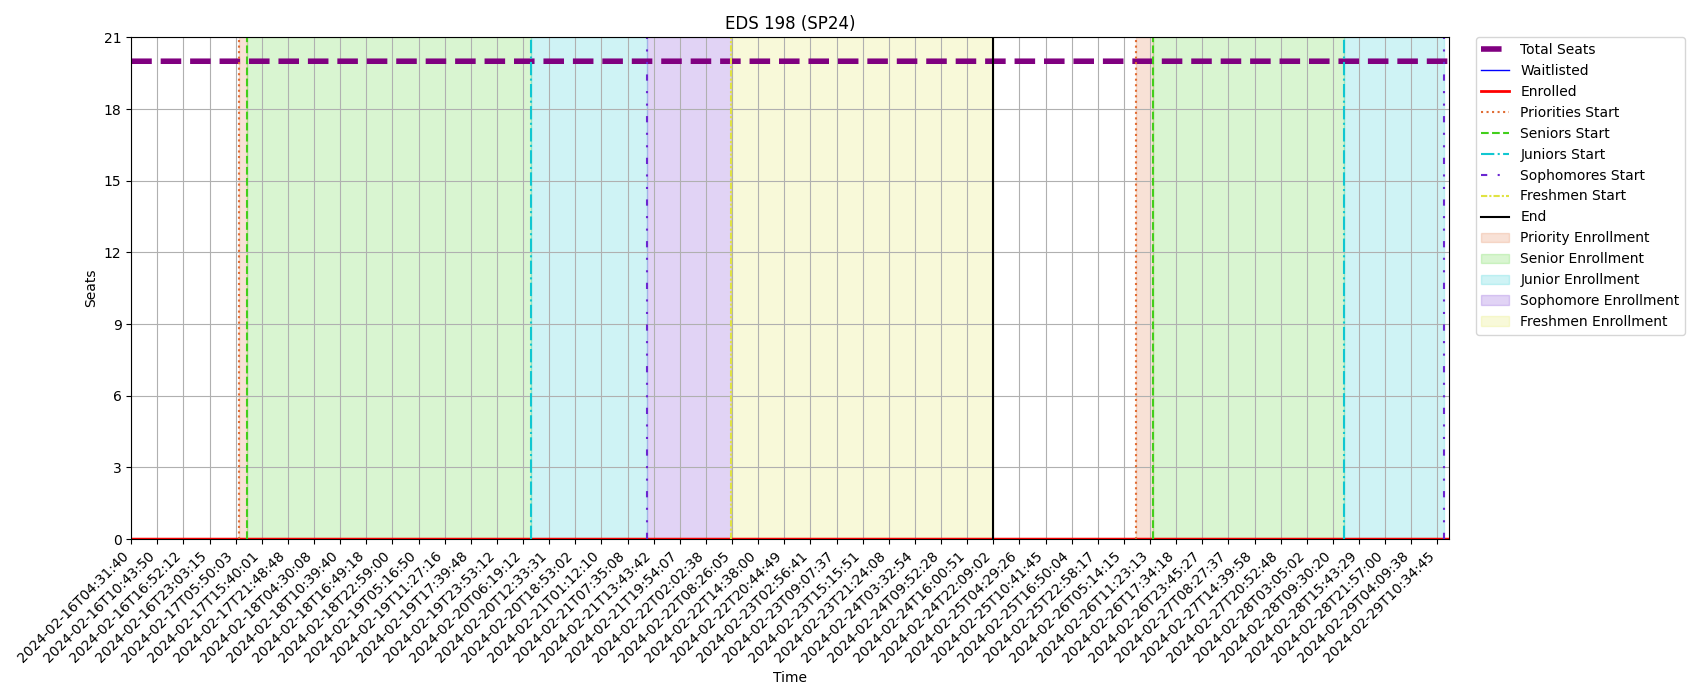 EDS 198 (SP24)
21
18
15
12
9
6
3
0
Seats
2024-02-16T04:31:40
2024-02-16T10:43:50
2024-02-16T16:52:12
2024-02-16T23:03:15
2024-02-17T05:50:03
2024-02-17T15:40:01
2024-02-17T21:48:48
2024-02-18T04:30:08
2024-02-18T10:39:40
2024-02-18T16:49:18
2024-02-18T22:59:00
2024-02-19T05:16:50
2024-02-19T11:27:16
2024-02-19T17:39:48
2024-02-19T23:53:12
2024-02-20T06:19:12
2024-02-20T12:33:31
2024-02-20T18:53:02
2024-02-21T01:12:10
2024-02-21T07:35:08
2024-02-21T13:43:42
2024-02-21T19:54:07
2024-02-22T02:02:38
2024-02-22T08:26:05
2024-02-22T14:38:00
2024-02-22T20:44:49
2024-02-23T02:56:41
2024-02-23T09:07:37
2024-02-23T15:15:51
2024-02-23T21:24:08
2024-02-24T03:32:54
2024-02-24T09:52:28
2024-02-24T16:00:51
2024-02-24T22:09:02
2024-02-25T04:29:26
2024-02-25T10:41:45
2024-02-25T16:50:04
2024-02-25T22:58:17
2024-02-26T05:14:15
2024-02-26T11:23:13
2024-02-26T17:34:18
2024-02-26T23:45:27
2024-02-27T08:27:37
2024-02-27T14:39:58
2024-02-27T20:52:48
2024-02-28T03:05:02
2024-02-28T09:30:20
2024-02-28T15:43:29
2024-02-28T21:57:00
2024-02-29T04:09:38
2024-02-29T10:34:45
Time
Total Seats
Waitlisted
Enrolled
Priorities Start
Seniors Start
Juniors Start
Sophomores Start
Freshmen Start
End
Priority Enrollment
Senior Enrollment
Junior Enrollment
Sophomore Enrollment
Freshmen Enrollment